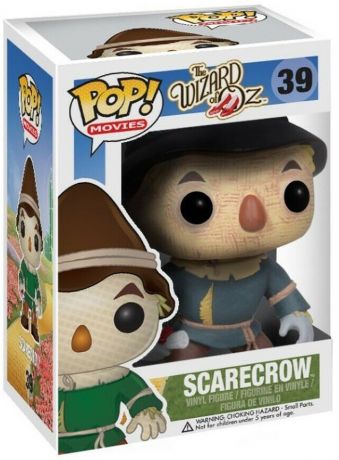 POP!
MOVIES
The
WIZARD
of OZ
39
SCARECROW
VINYL FIGURE / FIGURINE EN VINYLE /
FIGURA DE VINILO
WARNING: CHOKING HAZARD - Small Parts.
Not for children under 3 years of age.